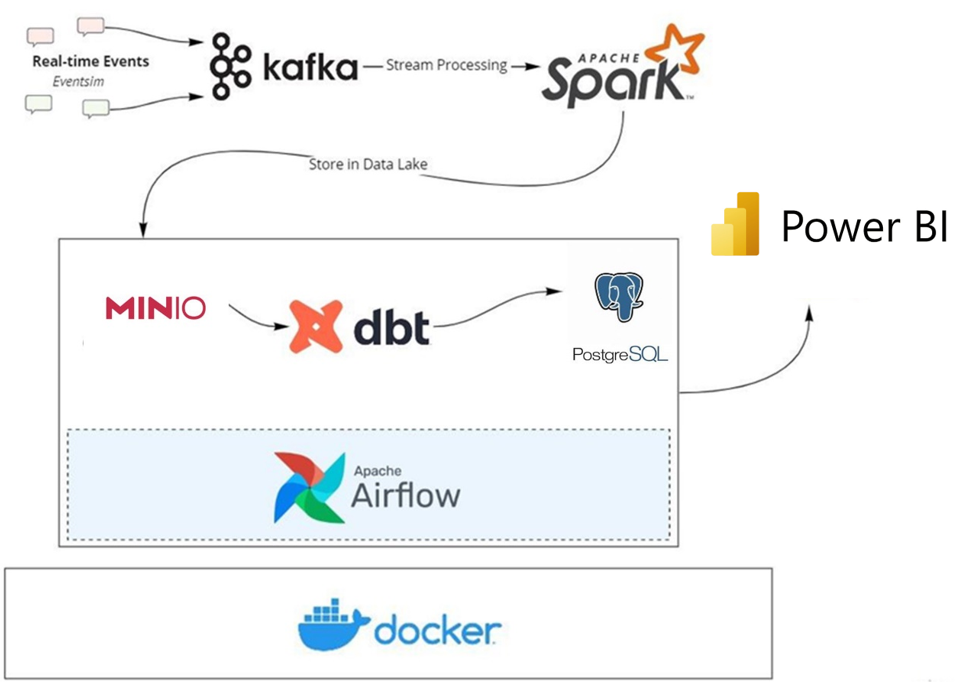 Real-time Events
Eventsim
kafka
Stream Processing
APACHE
Spark™
Store in Data Lake
Power BI
MINIO
dbt
PostgreSQL
Apache
Airflow
docker